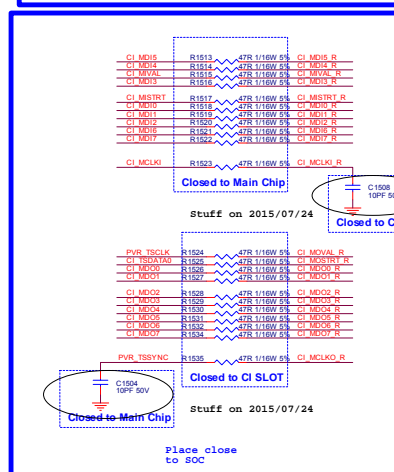 CI_MDI5 R1513 47R 1/16W 5% CI_MDI5_R
CI_MDI4 R1514 47R 1/16W 5% CI_MDI4_R
CI_MIVAL R1515 47R 1/16W 5% CI_MIVAL_R
CI_MDI3 R1516 47R 1/16W 5% CI_MDI3_R
CI_MISTRT R1517 47R 1/16W 5% CI_MISTRT_R
CI_MDI0 R1518 47R 1/16W 5% CI_MDI0_R
CI_MDI1 R1519 47R 1/16W 5% CI_MDI1_R
CI_MDI2 R1520 47R 1/16W 5% CI_MDI2_R
CI_MDI6 R1521 47R 1/16W 5% CI_MDI6_R
CI_MDI7 R1522 47R 1/16W 5% CI_MDI7_R
CI_MCLKI R1523 47R 1/16W 5% CI_MCLKI_R
Closed to Main Chip
C1508
10PF 50
Closed to C
Stuff on 2015/07/24
PVR_TSCLK R1524 47R 1/16W 5% CI_MOVAL_R
CI_TSDATA0 R1525 47R 1/16W 5% CI_MOSTRT_R
CI_MDO0 R1526 47R 1/16W 5% CI_MDO0_R
CI_MDO1 R1527 47R 1/16W 5% CI_MDO1_R
CI_MDO2 R1528 47R 1/16W 5% CI_MDO2_R
CI_MDO3 R1529 47R 1/16W 5% CI_MDO3_R
CI_MDO4 R1530 47R 1/16W 5% CI_MDO4_R
CI_MDO5 R1531 47R 1/16W 5% CI_MDO5_R
CI_MDO6 R1532 47R 1/16W 5% CI_MDO6_R
CI_MDO7 R1534 47R 1/16W 5% CI_MDO7_R
PVR_TSSYNC R1535 47R 1/16W 5% CI_MCLKO_R
Closed to CI SLOT
C1504
10PF 50V
Closed to Main Chip
Stuff on 2015/07/24
Place close
to SOC